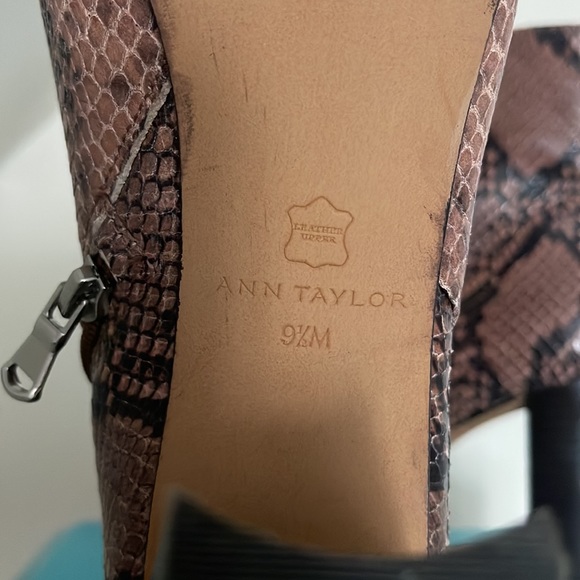 LEATHER
UPPER
ANN TAYLOR
9½M